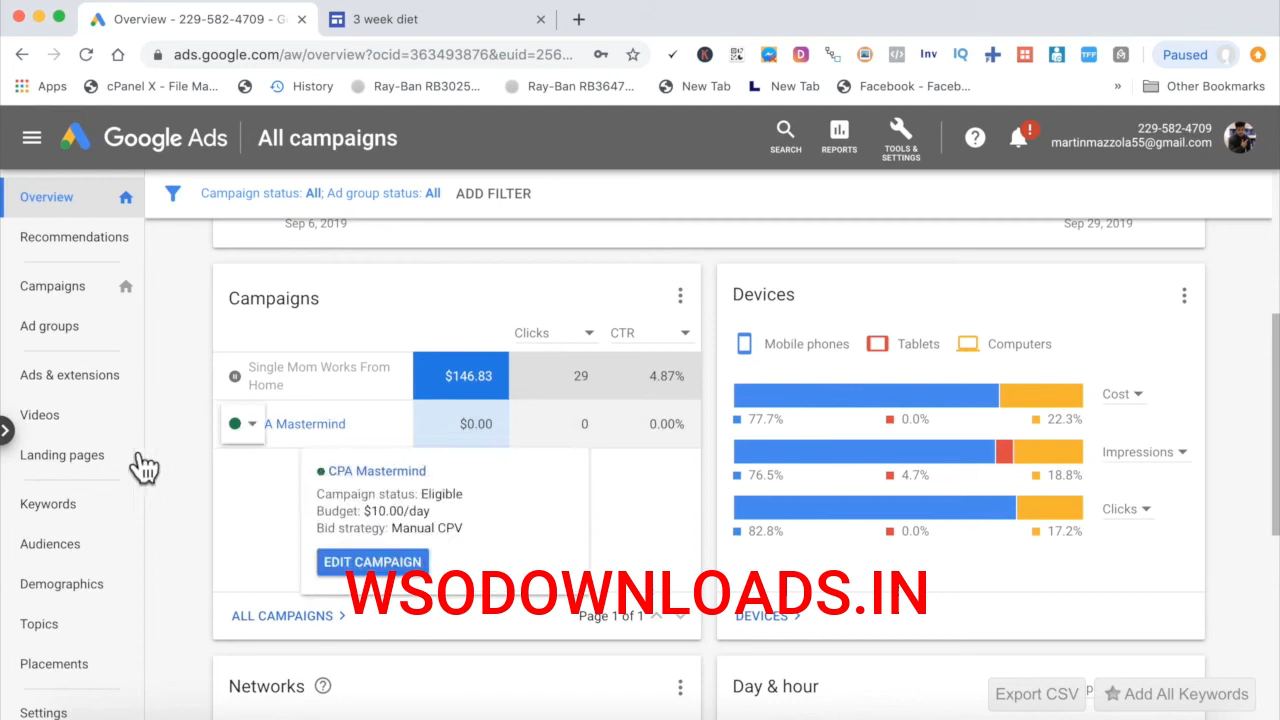 Overview - 229-582-4709 - G
3 week diet
ads.google.com/aw/overview?ocid=363493876&euid=256...
Inv
IQ
TFF
Paused
Apps
cPanel X - File Ma...
History
Ray-Ban RB3025...
Ray-Ban RB3647...
New Tab
New Tab
Facebook - Faceb...
»
Other Bookmarks
Google Ads
All campaigns
SEARCH
REPORTS
TOOLS &
SETTINGS
229-582-4709
martinmazzola55@gmail.com
Overview
Recommendations
Campaigns
Ad groups
Ads & extensions
Videos
Landing pages
Keywords
Audiences
Demographics
Topics
Placements
Settings
Campaign status: All; Ad group status: All
ADD FILTER
Sep 6, 2019
Sep 29, 2019
Campaigns
Clicks
CTR
Single Mom Works From
Home
$146.83
29
4.87%
A Mastermind
$0.00
0
0.00%
CPA Mastermind
Campaign status: Eligible
Budget: $10.00/day
Bid strategy: Manual CPV
EDIT CAMPAIGN
ALL CAMPAIGNS
Page 1 of 1
Devices
Mobile phones
Tablets
Computers
Cost
77.7%
0.0%
22.3%
Impressions
76.5%
4.7%
18.8%
Clicks
82.8%
0.0%
17.2%
DEVICES
WSODOWNLOADS.IN
Networks
Day & hour
Export CSV
Add All Keywords